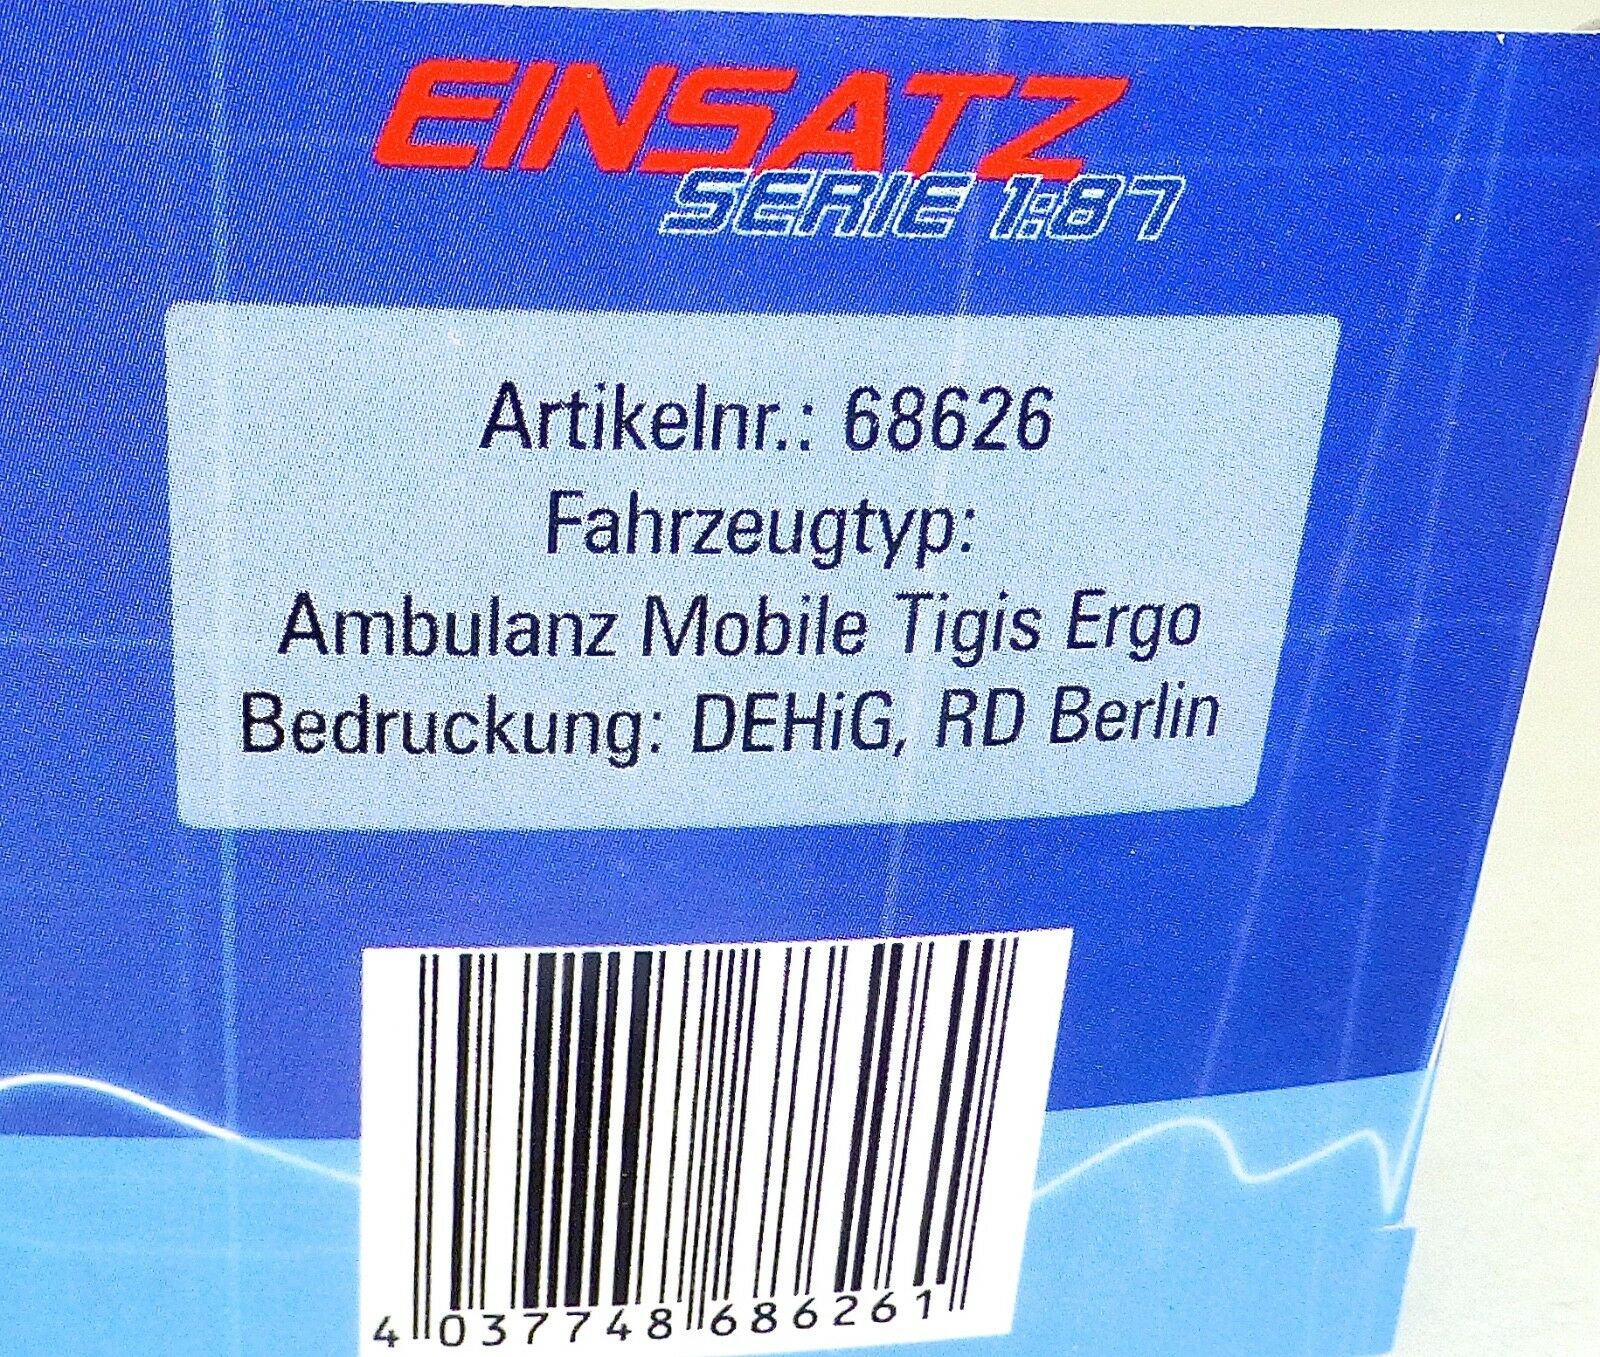 EINSATZ
SERIE 1:87
Artikelnr.: 68626
Fahrzeugtyp:
Ambulanz Mobile Tigis Ergo
Bedruckung: DEHiG, RD Berlin
4 037748 686261